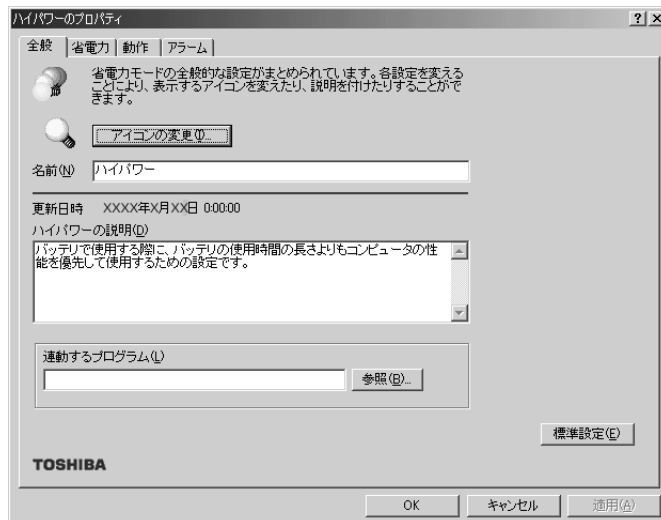 ハイパワーのプロパティ
全般 省電力 動作 アラーム
省電力モードの全般的な設定がまとめられています。各設定を変える
ことにより、表示するアイコンを変えたり、説明を付けたりすることがで
きます。
アイコンの変更(I)...
名前(N) ハイパワー
更新日時 XXXX年X月XX日 0:00:00
ハイパワーの説明(D)
バッテリで使用する際に、バッテリの使用時間の長さよりもコンピュータの性
能を優先して使用するための設定です。
連動するプログラム(L)
参照(B)...
標準設定(E)
TOSHIBA
OK キャンセル 適用(A)